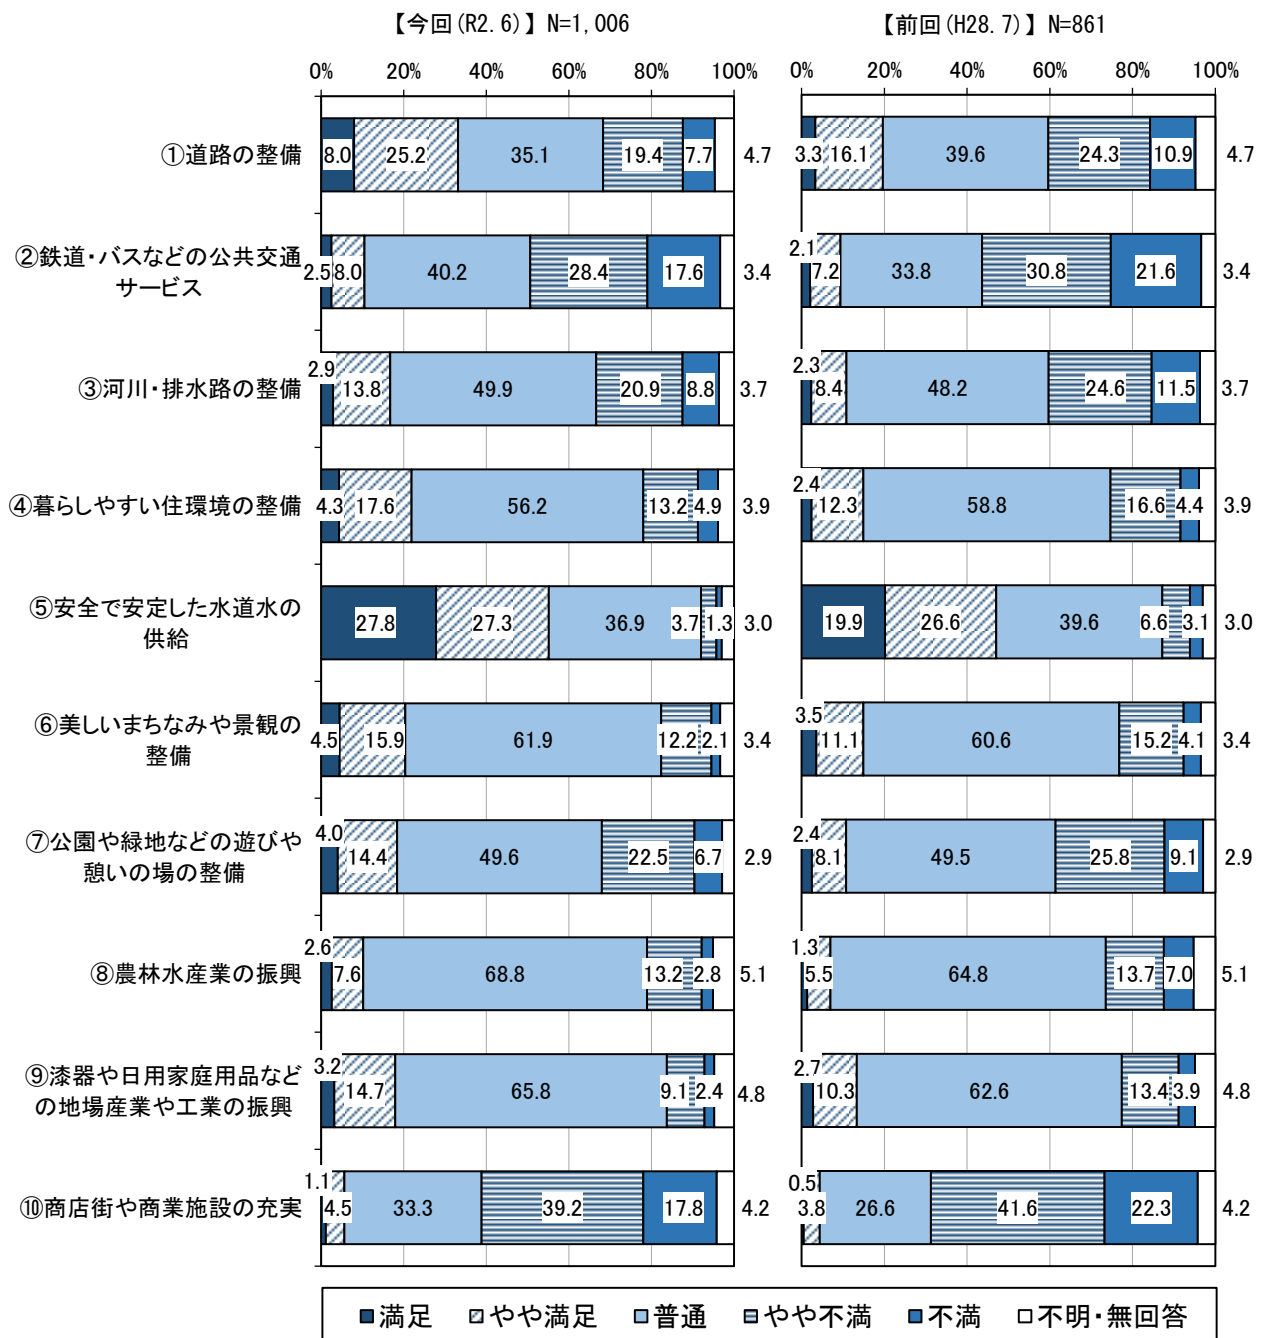 【今回(R2.6)】 N=1,006
【前回(H28.7)】 N=861
0% 20% 40% 60% 80% 100%
0% 20% 40% 60% 80% 100%
①道路の整備
8.0 25.2 35.1 19.4 7.7 4.7
3.3 16.1 39.6 24.3 10.9 4.7
②鉄道・バスなどの公共交通
サービス
2.5 8.0 40.2 28.4 17.6 3.4
2.1 7.2 33.8 30.8 21.6 3.4
③河川・排水路の整備
2.9 13.8 49.9 20.9 8.8 3.7
2.3 8.4 48.2 24.6 11.5 3.7
④暮らしやすい住環境の整備
4.3 17.6 56.2 13.2 4.9 3.9
2.4 12.3 58.8 16.6 4.4 3.9
⑤安全で安定した水道水の
供給
27.8 27.3 36.9 3.7 1.3 3.0
19.9 26.6 39.6 6.6 3.1 3.0
⑥美しいまちなみや景観の
整備
4.5 15.9 61.9 12.2 2.1 3.4
3.5 11.1 60.6 15.2 4.1 3.4
⑦公園や緑地などの遊びや
憩いの場の整備
4.0 14.4 49.6 22.5 6.7 2.9
2.4 8.1 49.5 25.8 9.1 2.9
⑧農林水産業の振興
2.6 7.6 68.8 13.2 2.8 5.1
1.3 5.5 64.8 13.7 7.0 5.1
⑨漆器や日用家庭用品など
の地場産業や工業の振興
3.2 14.7 65.8 9.1 2.4 4.8
2.7 10.3 62.6 13.4 3.9 4.8
⑩商店街や商業施設の充実
1.1 4.5 33.3 39.2 17.8 4.2
0.5 3.8 26.6 41.6 22.3 4.2
満足 やや満足 普通 やや不満 不満 不明・無回答